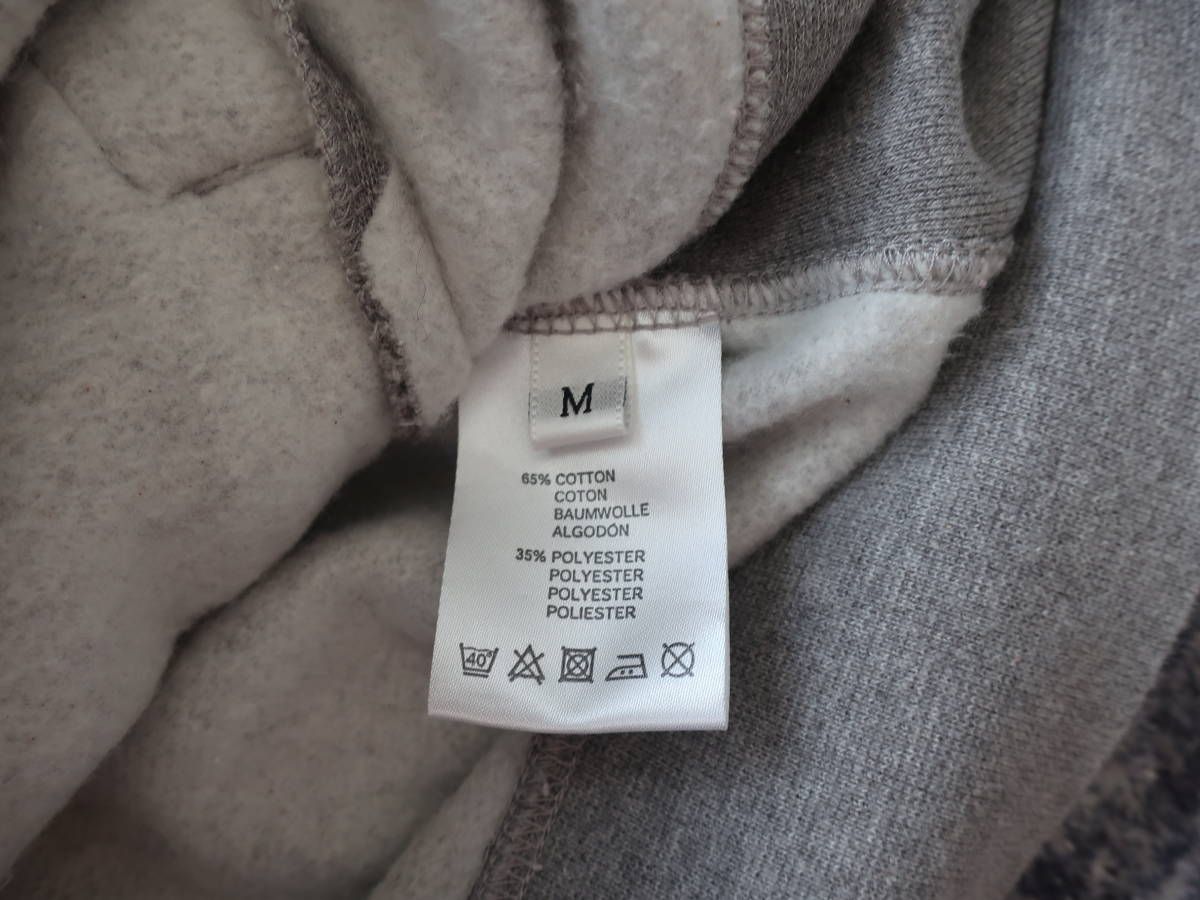 M
65% COTTON
COTON
BAUMWOLLE
ALGODÓN
35% POLYESTER
POLYESTER
POLYESTER
POLIESTER
40°